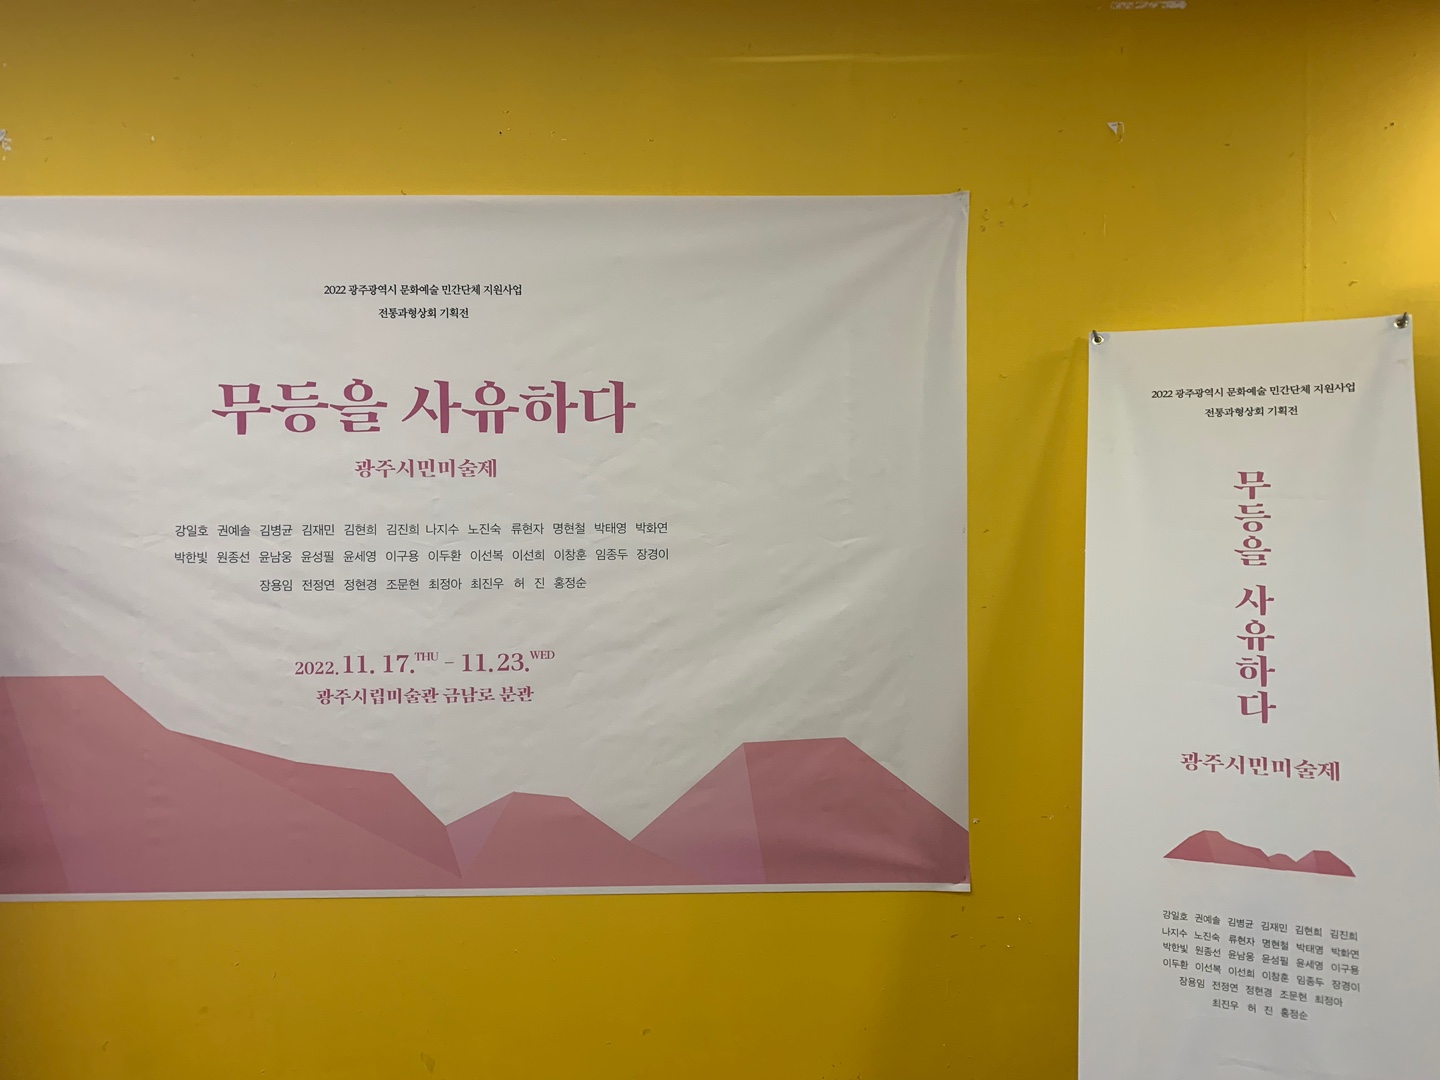 2022 광주광역시 문화예술 민간단체 지원사업
전통과형상회 기획전
무등을 사유하다
광주시민미술제
강일호 권예솔 김병균 김재민 김현희 김진희 나지수 노진숙 류현자 명현철 박태영 박화연
박한빛 원종선 윤남웅 윤성필 윤세영 이구용 이두환 이선복 이선희 이창훈 임종두 장경이
장용임 전정연 정현경 조문현 최정아 최진우 허 진 홍정순
2022. 11. 17. THU – 11. 23. WED
광주시립미술관 금남로 분관
2022 광주광역시 문화예술 민간단체 지원사업
전통과형상회 기획전
무등을 사유하다
광주시민미술제
강일호 권예솔 김병균 김재민 김현희 김진희
나지수 노진숙 류현자 명현철 박태영 박화연
박한빛 원종선 윤남웅 윤성필 윤세영 이구용
이두환 이선복 이선희 이창훈 임종두 장경이
장용임 전정연 정현경 조문현 최정아
최진우 허 진 홍정순